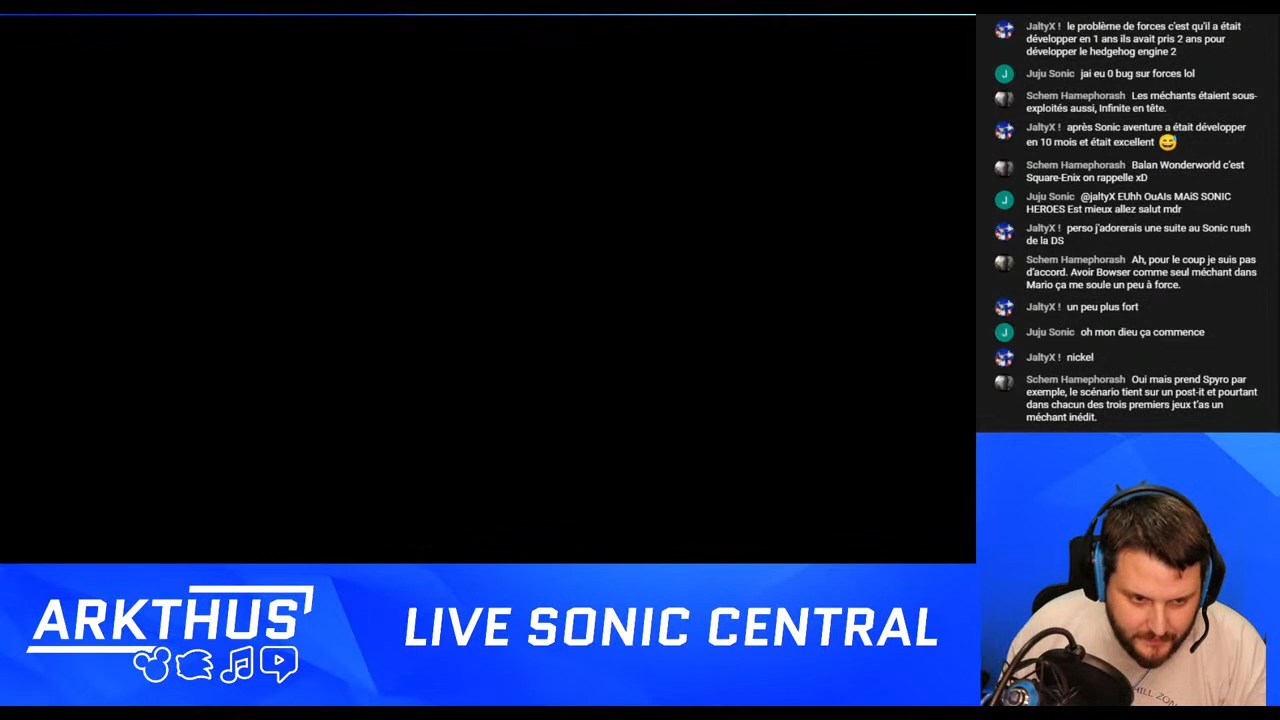 JaltyX ! le problème de forces c'est qu'il a était
développer en 1 ans ils avait pris 2 ans pour
développer le hedgehog engine 2
J
Juju Sonic jai eu 0 bug sur forces lol
Schem Hamephorash Les méchants étaient sous-
exploités aussi, Infinite en tête.
JaltyX ! après Sonic aventure a était développer
en 10 mois et était excellent
Schem Hamephorash Balan Wonderworld c'est
Square-Enix on rappelle xD
J
Juju Sonic @jaltyX EUhh OuAIs MAiS SONIC
HEROES Est mieux allez salut mdr
JaltyX ! perso j'adorerais une suite au Sonic rush
de la DS
Schem Hamephorash Ah, pour le coup je suis pas
d'accord. Avoir Bowser comme seul méchant dans
Mario ça me soule un peu à force.
JaltyX ! un peu plus fort
J
Juju Sonic oh mon dieu ça commence
JaltyX ! nickel
Schem Hamephorash Oui mais prend Spyro par
exemple, le scénario tient sur un post-it et pourtant
dans chacun des trois premiers jeux t'as un
méchant inédit.
ARKTHUS
LIVE SONIC CENTRAL
HILL ZON